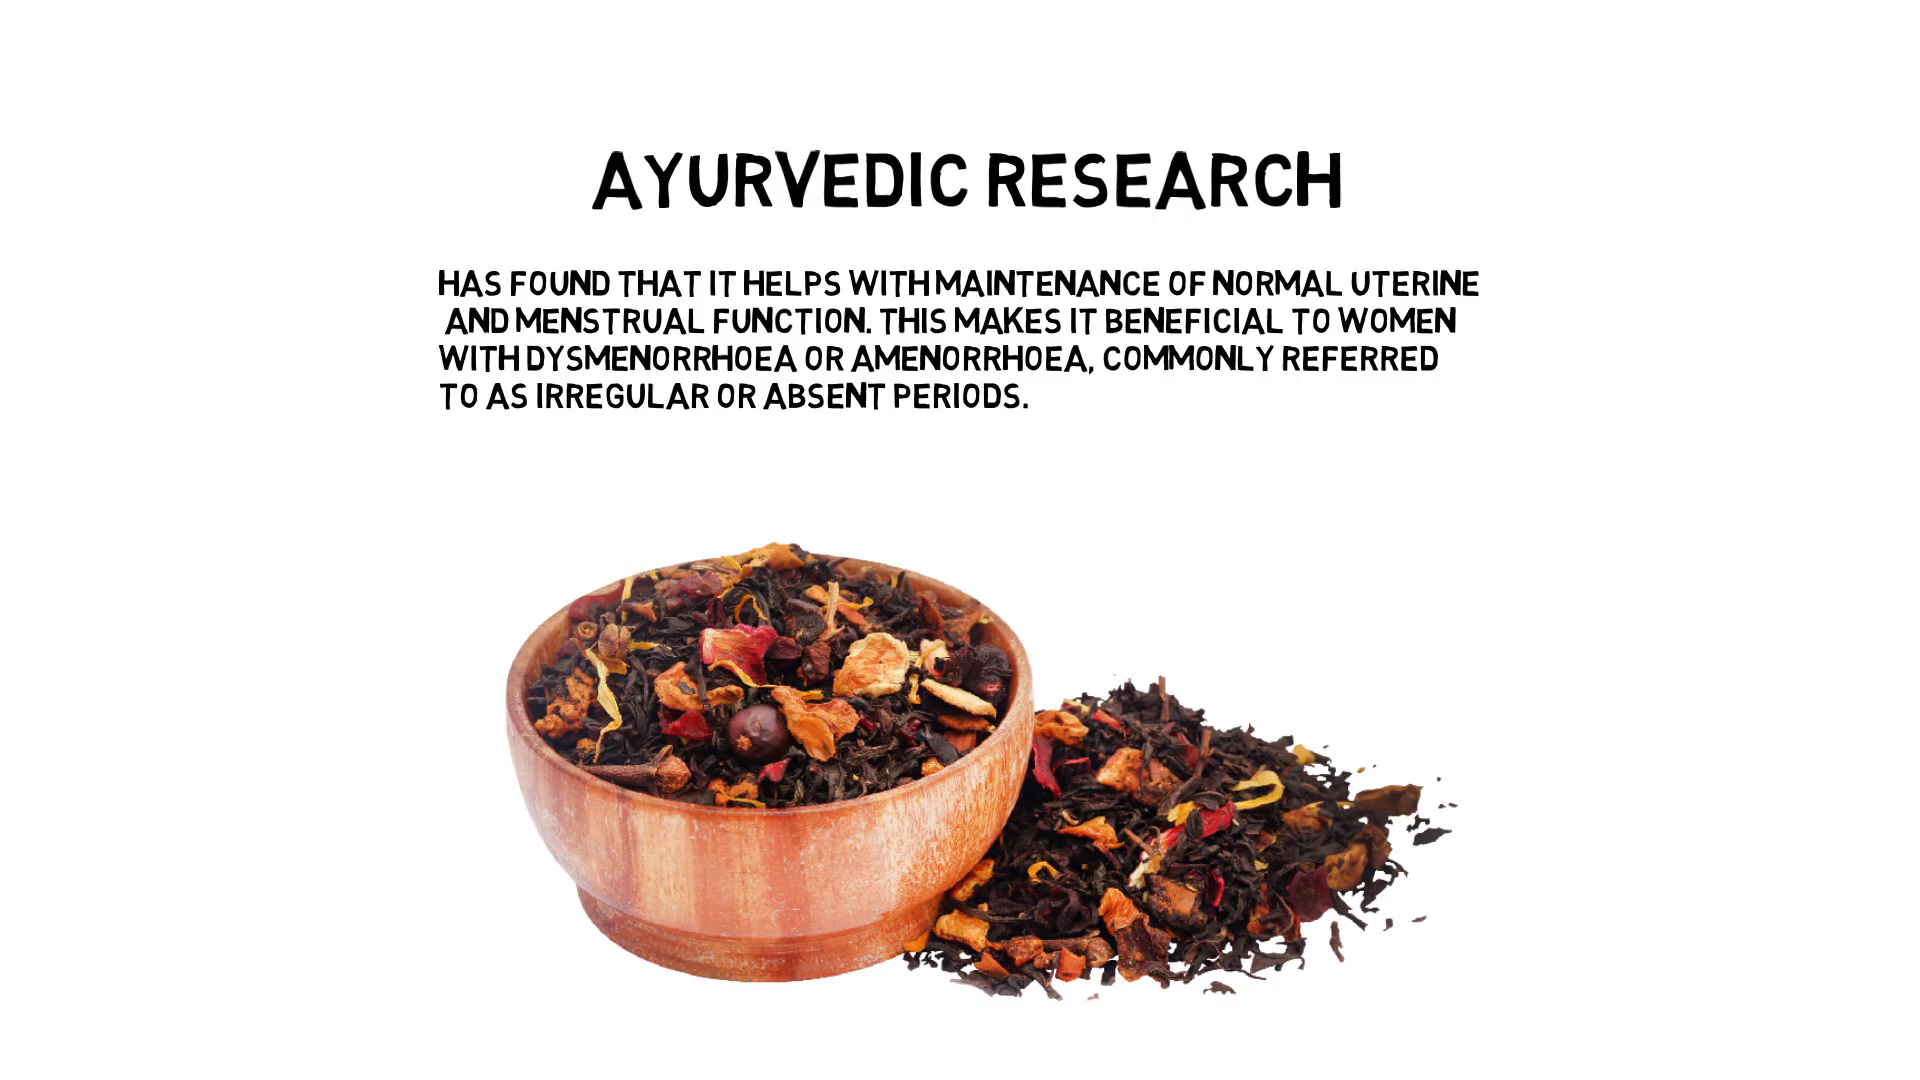 AYURVEDIC RESEARCH
HAS FOUND THAT IT HELPS WITH MAINTENANCE OF NORMAL UTERINE
AND MENSTRUAL FUNCTION. THIS MAKES IT BENEFICIAL TO WOMEN
WITH DYSMENORRHOEA OR AMENORRHOEA, COMMONLY REFERRED
TO AS IRREGULAR OR ABSENT PERIODS.